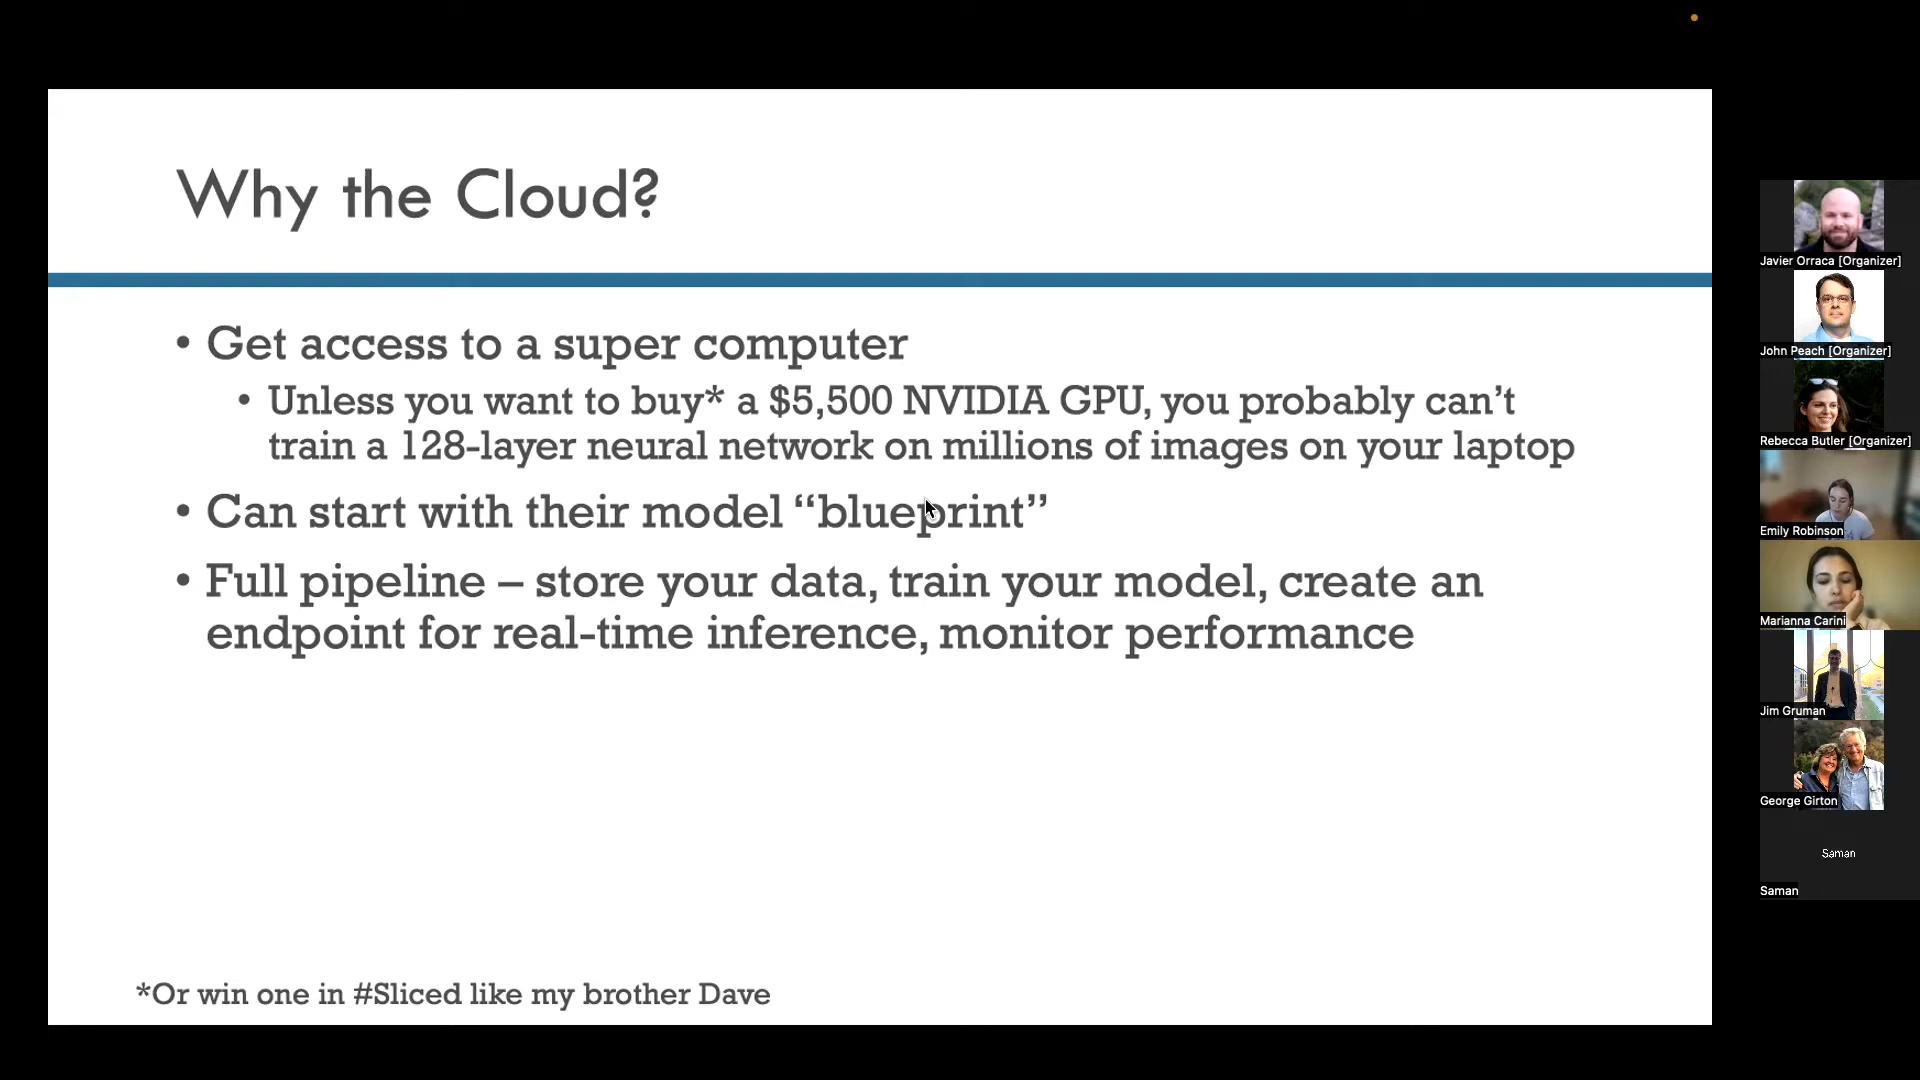 Why the Cloud?
• Get access to a super computer
• Unless you want to buy* a $5,500 NVIDIA GPU, you probably can’t
train a 128-layer neural network on millions of images on your laptop
• Can start with their model “blueprint”
• Full pipeline – store your data, train your model, create an
endpoint for real-time inference, monitor performance
*Or win one in #Sliced like my brother Dave
Javier Orraca [Organizer]
John Peach [Organizer]
Rebecca Butler [Organizer]
Emily Robinson
Marianna Carini
Jim Gruman
George Girton
Saman
Saman